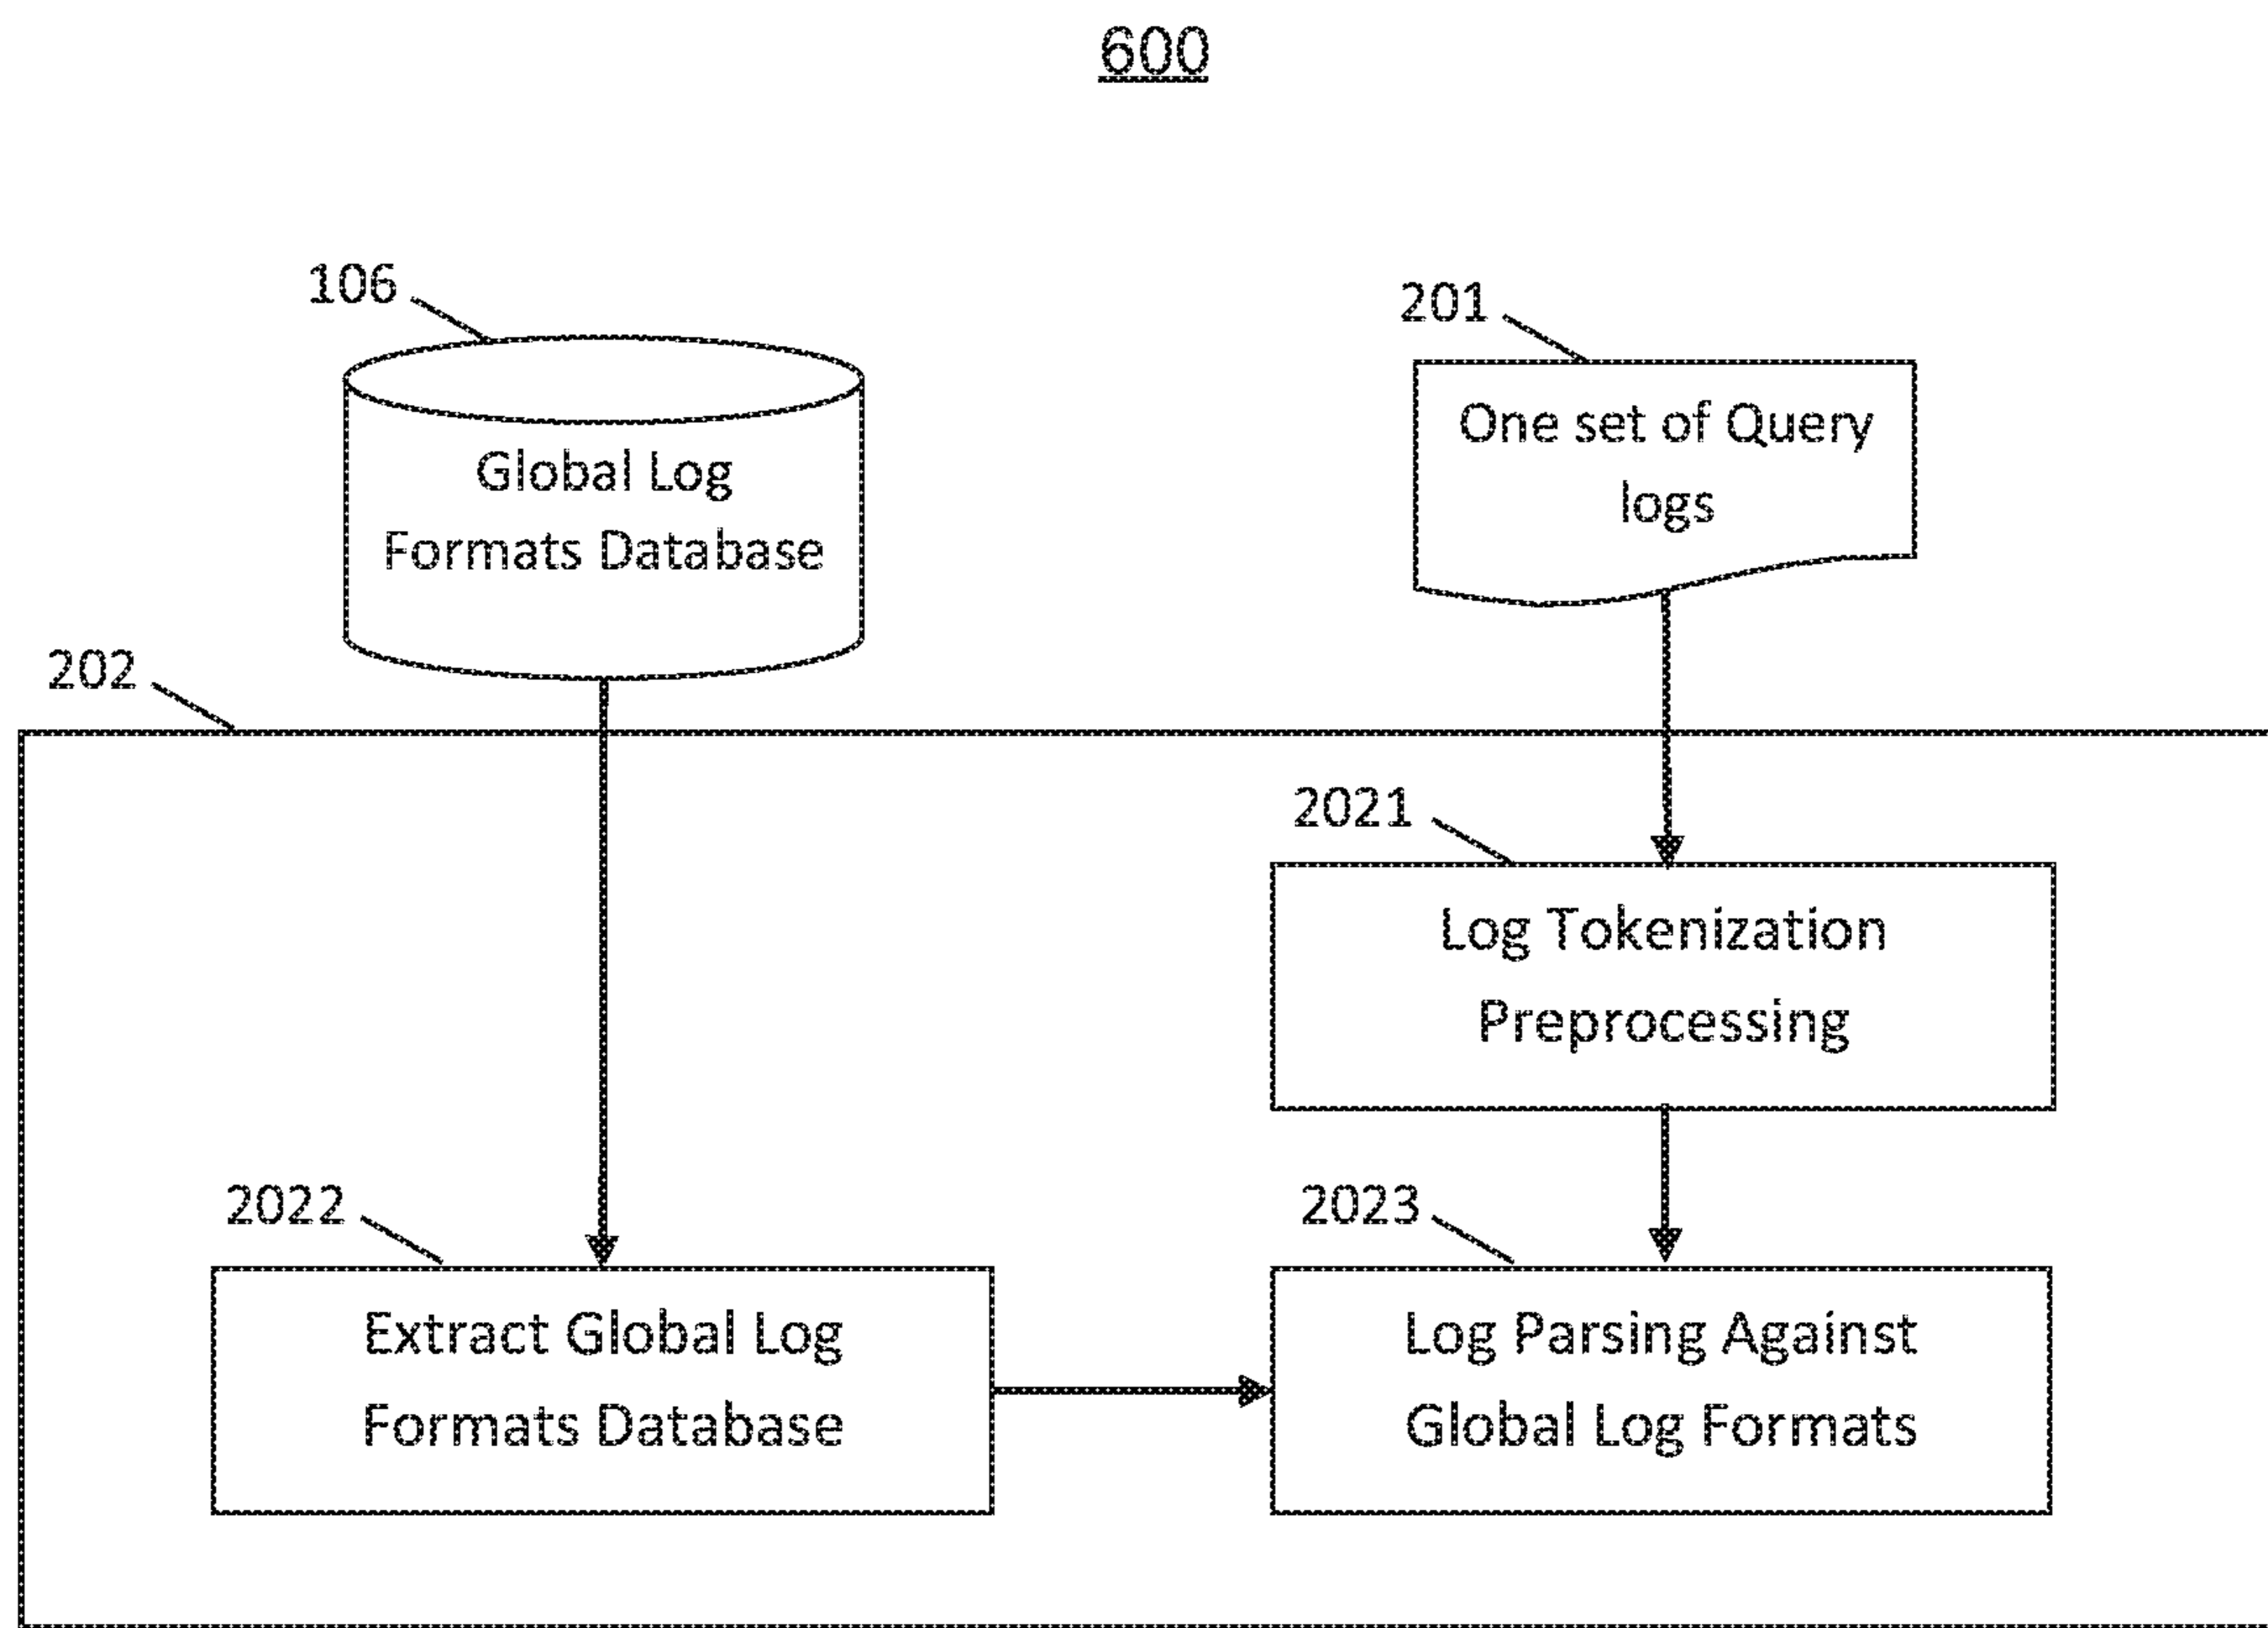 600
106
Global Log
Formats Database
201
One set of Query
logs
202
2021
Log Tokenization
Preprocessing
2022
Extract Global Log
Formats Database
2023
Log Parsing Against
Global Log Formats